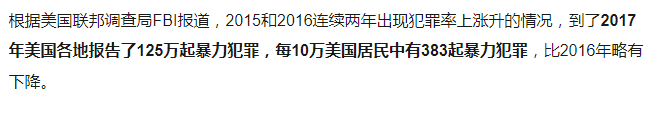 根据美国联邦调查局FBI报道，2015和2016连续两年出现犯罪率上涨升的情况，到了2017
年美国各地报告了125万起暴力犯罪，每10万美国居民中有383起暴力犯罪，比2016年略有
下降。